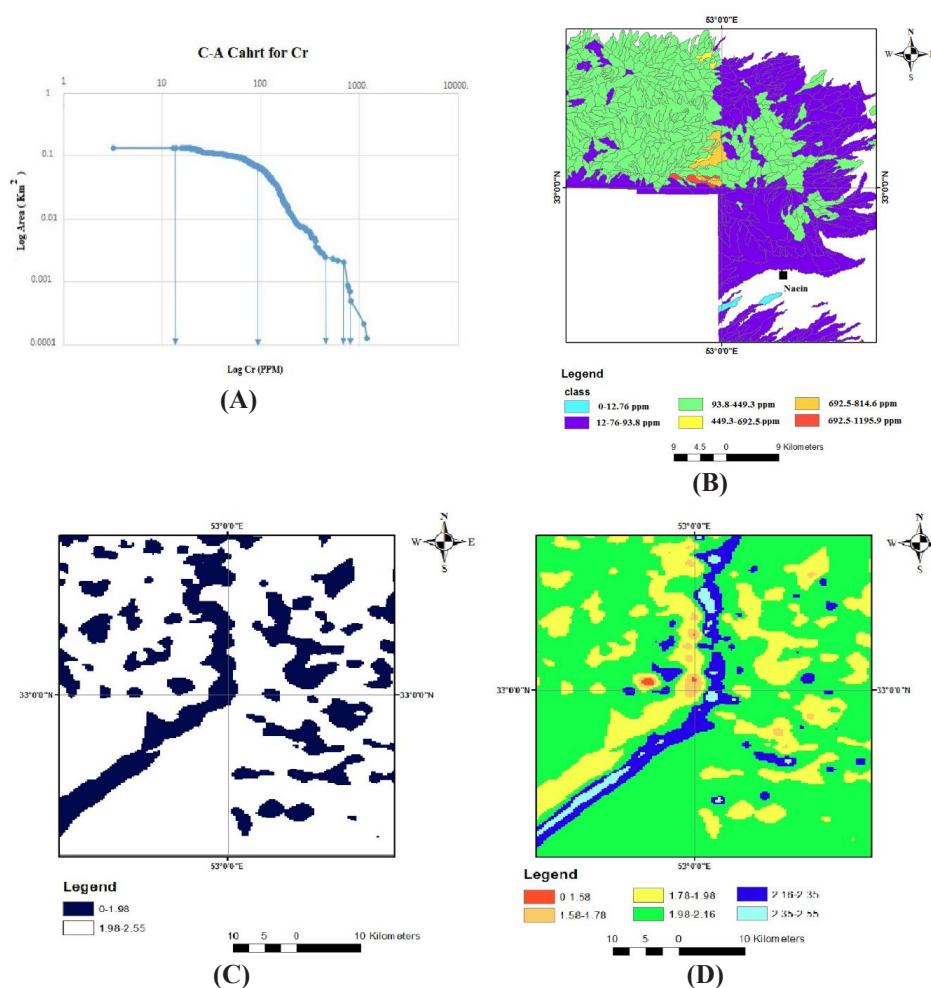 C-A Cahrt for Cr
1 10 100 1000 10000.
1
0.1
0.01
0.001
0.0001
Log Area ( Km²)
Log Cr (PPM)
(A)
53°0'0"E
N
W
S
33°0'0"N
33°0'0"N
Naein
53°0'0"E
Legend
class
0-12.76 ppm
93.8-449.3 ppm
692.5-814.6 ppm
12-76-93.8 ppm
449.3-692.5-ppm
692.5-1195.9 ppm
9 4.5 0 9 Kilometers
(B)
53°0'0"E
N
W E
S
33°0'0"N
53°0'0"E
Legend
0-1.98
1.98-2.55
10 5 0 10 Kilometers
(C)
53°0'0"E
N
W
S
33°0'0"N
33°0'0"N
53°0'0"E
Legend
0-1.58
1.78-1.98
2.16-2.35
1.58-1.78
1.98-2.16
2.35-2.55
10 5 0 10 Kilometers
(D)